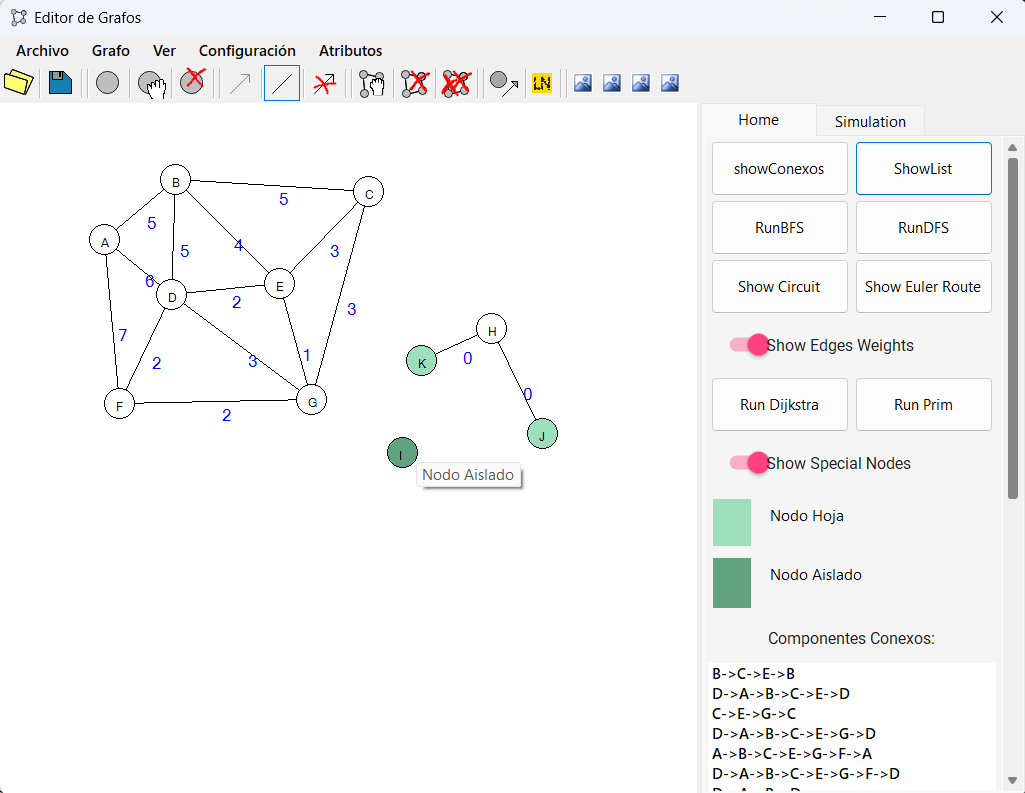 Editor de Grafos
Archivo Grafo Ver Configuración Atributos
LN
Home Simulation
showConexos ShowList
RunBFS RunDFS
Show Circuit Show Euler Route
Show Edges Weights
Run Dijkstra Run Prim
Show Special Nodes
Nodo Hoja
Nodo Aislado
Componentes Conexos:
B->C->E->B
D->A->B->C->E->D
C->E->G->C
D->A->B->C->E->G->D
A->B->C->E->G->F->A
D->A->B->C->E->G->F->D
B
C
5
5
A
4
5
3
6
E
D
2
3
H
7
1
K
0
2
3
0
G
F
2
J
I
Nodo Aislado